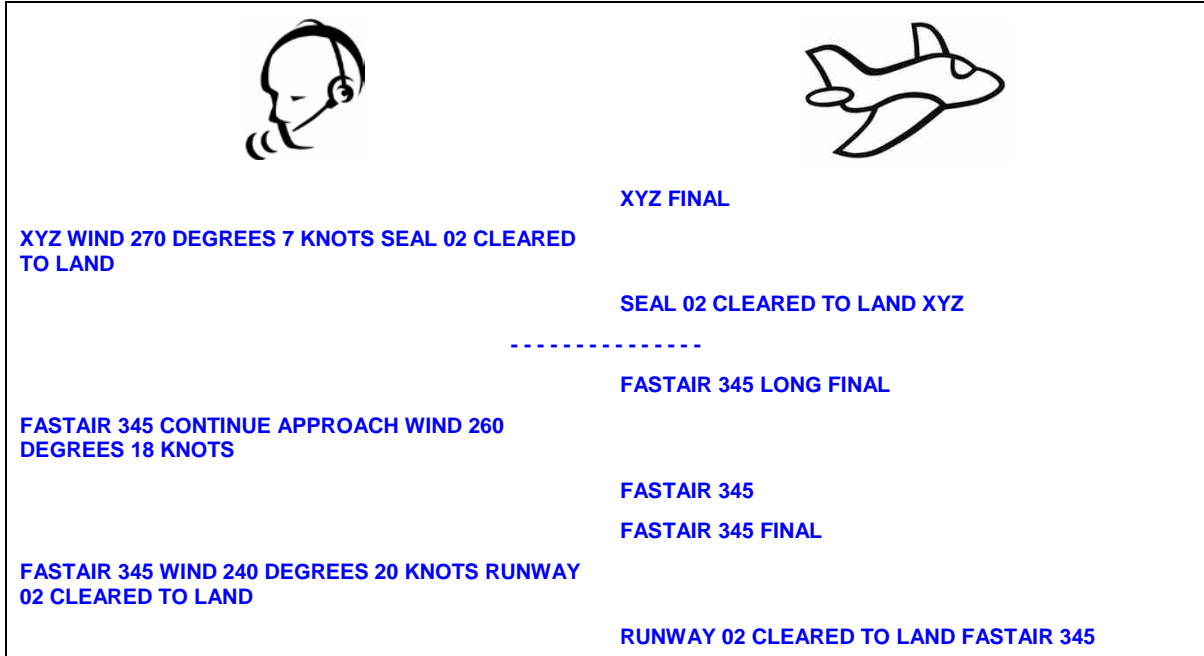 XYZ FINAL
XYZ WIND 270 DEGREES 7 KNOTS SEAL 02 CLEARED
TO LAND
SEAL 02 CLEARED TO LAND XYZ
- - - - - - - - - - - - - - -
FASTAIR 345 LONG FINAL
FASTAIR 345 CONTINUE APPROACH WIND 260
DEGREES 18 KNOTS
FASTAIR 345
FASTAIR 345 FINAL
FASTAIR 345 WIND 240 DEGREES 20 KNOTS RUNWAY
02 CLEARED TO LAND
RUNWAY 02 CLEARED TO LAND FASTAIR 345